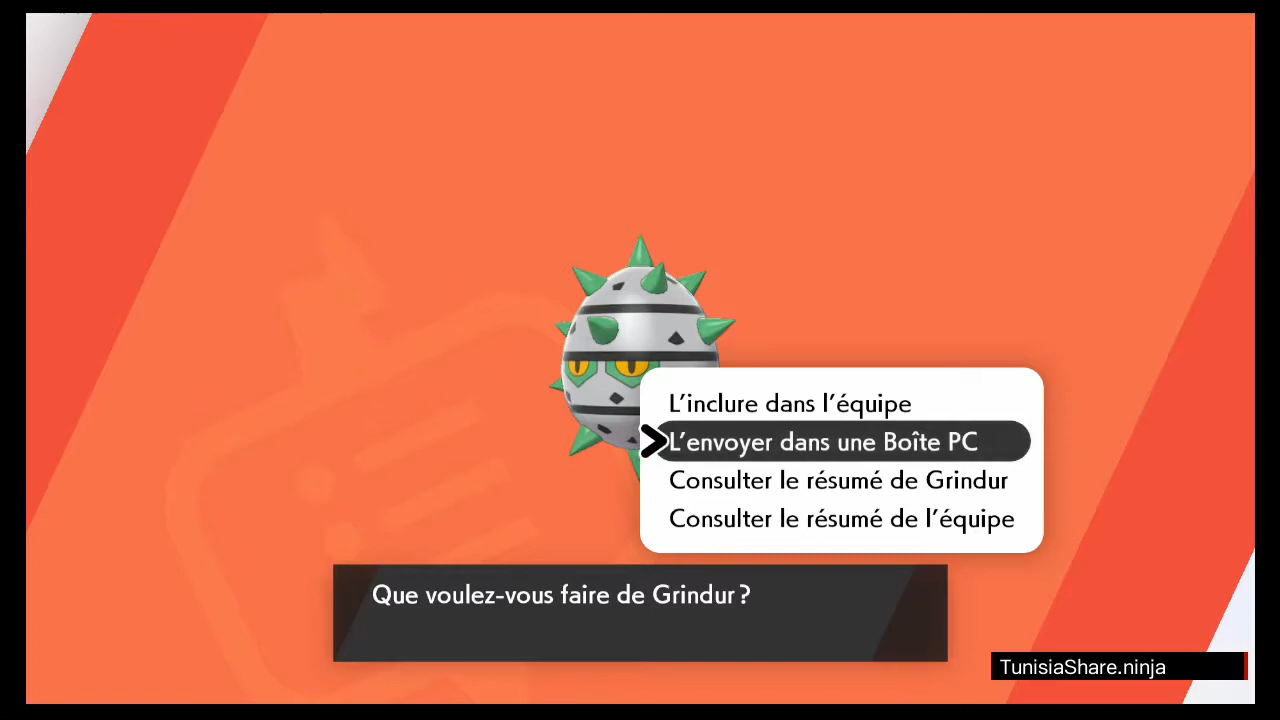 L'inclure dans l'équipe
L'envoyer dans une Boîte PC
Consulter le résumé de Grindur
Consulter le résumé de l'équipe
Que voulez-vous faire de Grindur ?
TunisiaShare.ninja